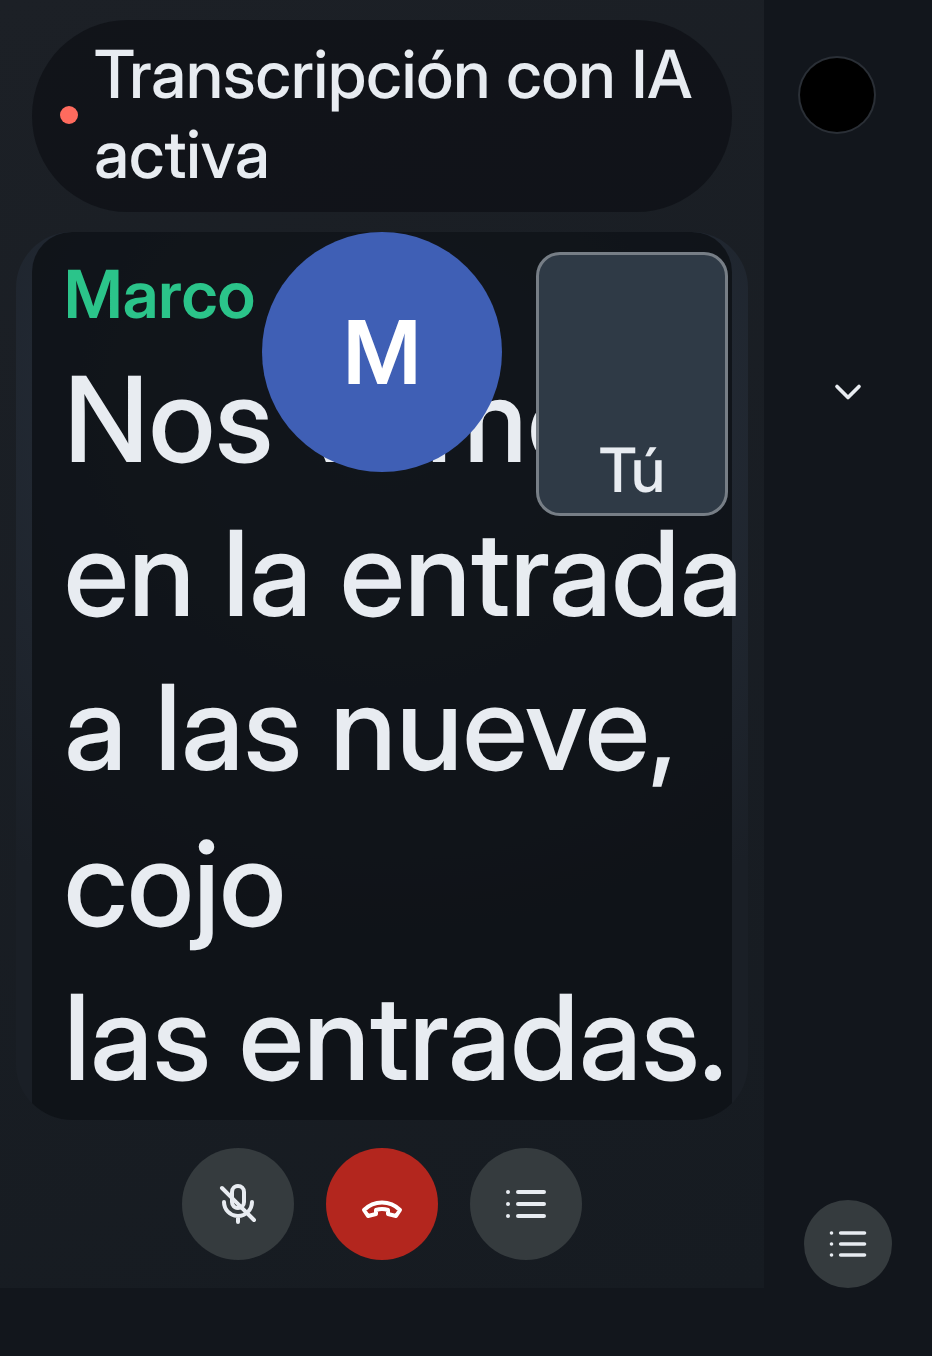 Transcripción con IA
activa
Marco
M
Nos
Tú
en la entrada
a las nueve,
cojo
las entradas.